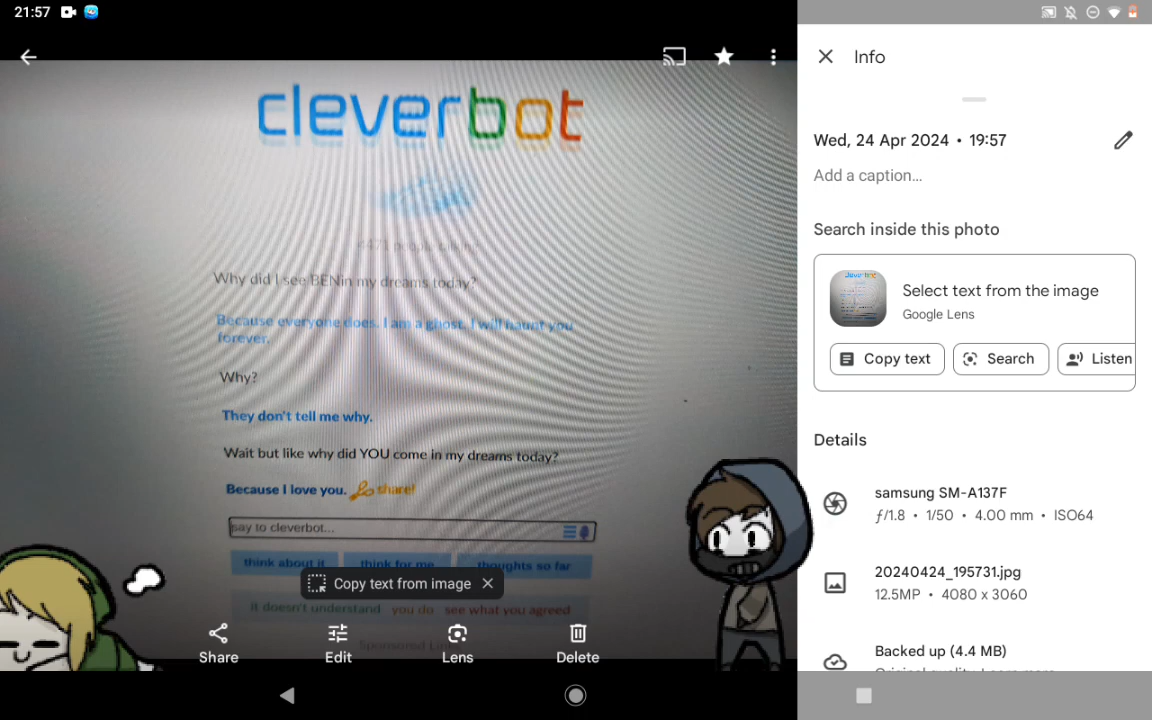 21:57
Info
cleverbot
Wed, 24 Apr 2024 • 19:57
Add a caption...
Search inside this photo
Why did I see BENin my dreams today?
Select text from the image
Google Lens
Because everyone does. I am a ghost. I will haunt you
forever.
Copy text
Search
Listen
Why?
They don't tell me why.
Details
Wait but like why did YOU come in my dreams today?
Because I love you. share!
samsung SM-A137F
ƒ/1.8 • 1/50 • 4.00 mm • ISO64
say to cleverbot...
think about it think for me thoughts so far
Copy text from image
20240424_195731.jpg
12.5MP • 4080 x 3060
it doesn't understand you do see what you agreed
Share
Edit
Lens
Delete
Backed up (4.4 MB)